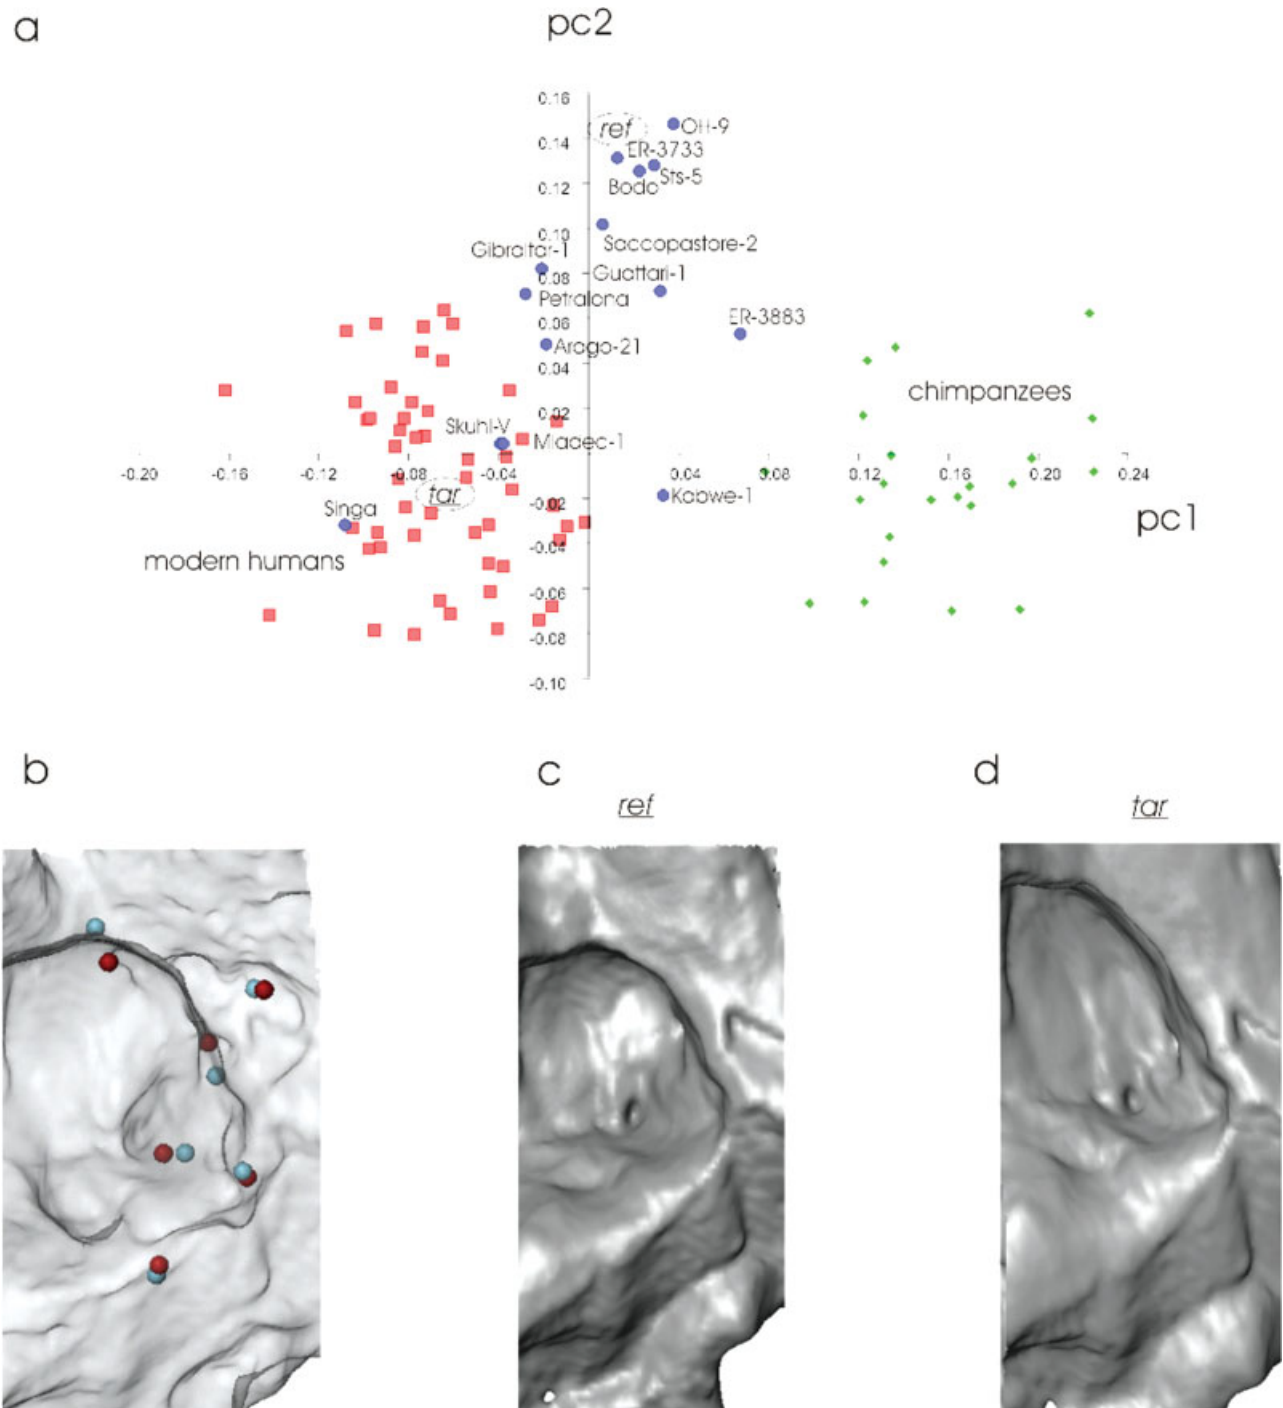 a
pc2
0.16
ref
OH-9
0.14
ER-3733
Sts-5
0.12
Bodo
0.10
Saccopastore-2
Gibraltar-1
Guattari-1
0.08
Petralona
0.06
ER-3883
Arago-21
0.04
chimpanzees
0.02
Skuhl-V
Mladec-1
-0.20
-0.16
-0.12
-0.08
-0.04
0.04
0.08
0.12
0.16
0.20
0.24
tar
Kabwe-1
-0.02
Singa
pc1
-0.04
modern humans
-0.06
-0.08
-0.10
b
c
d
ref
tar